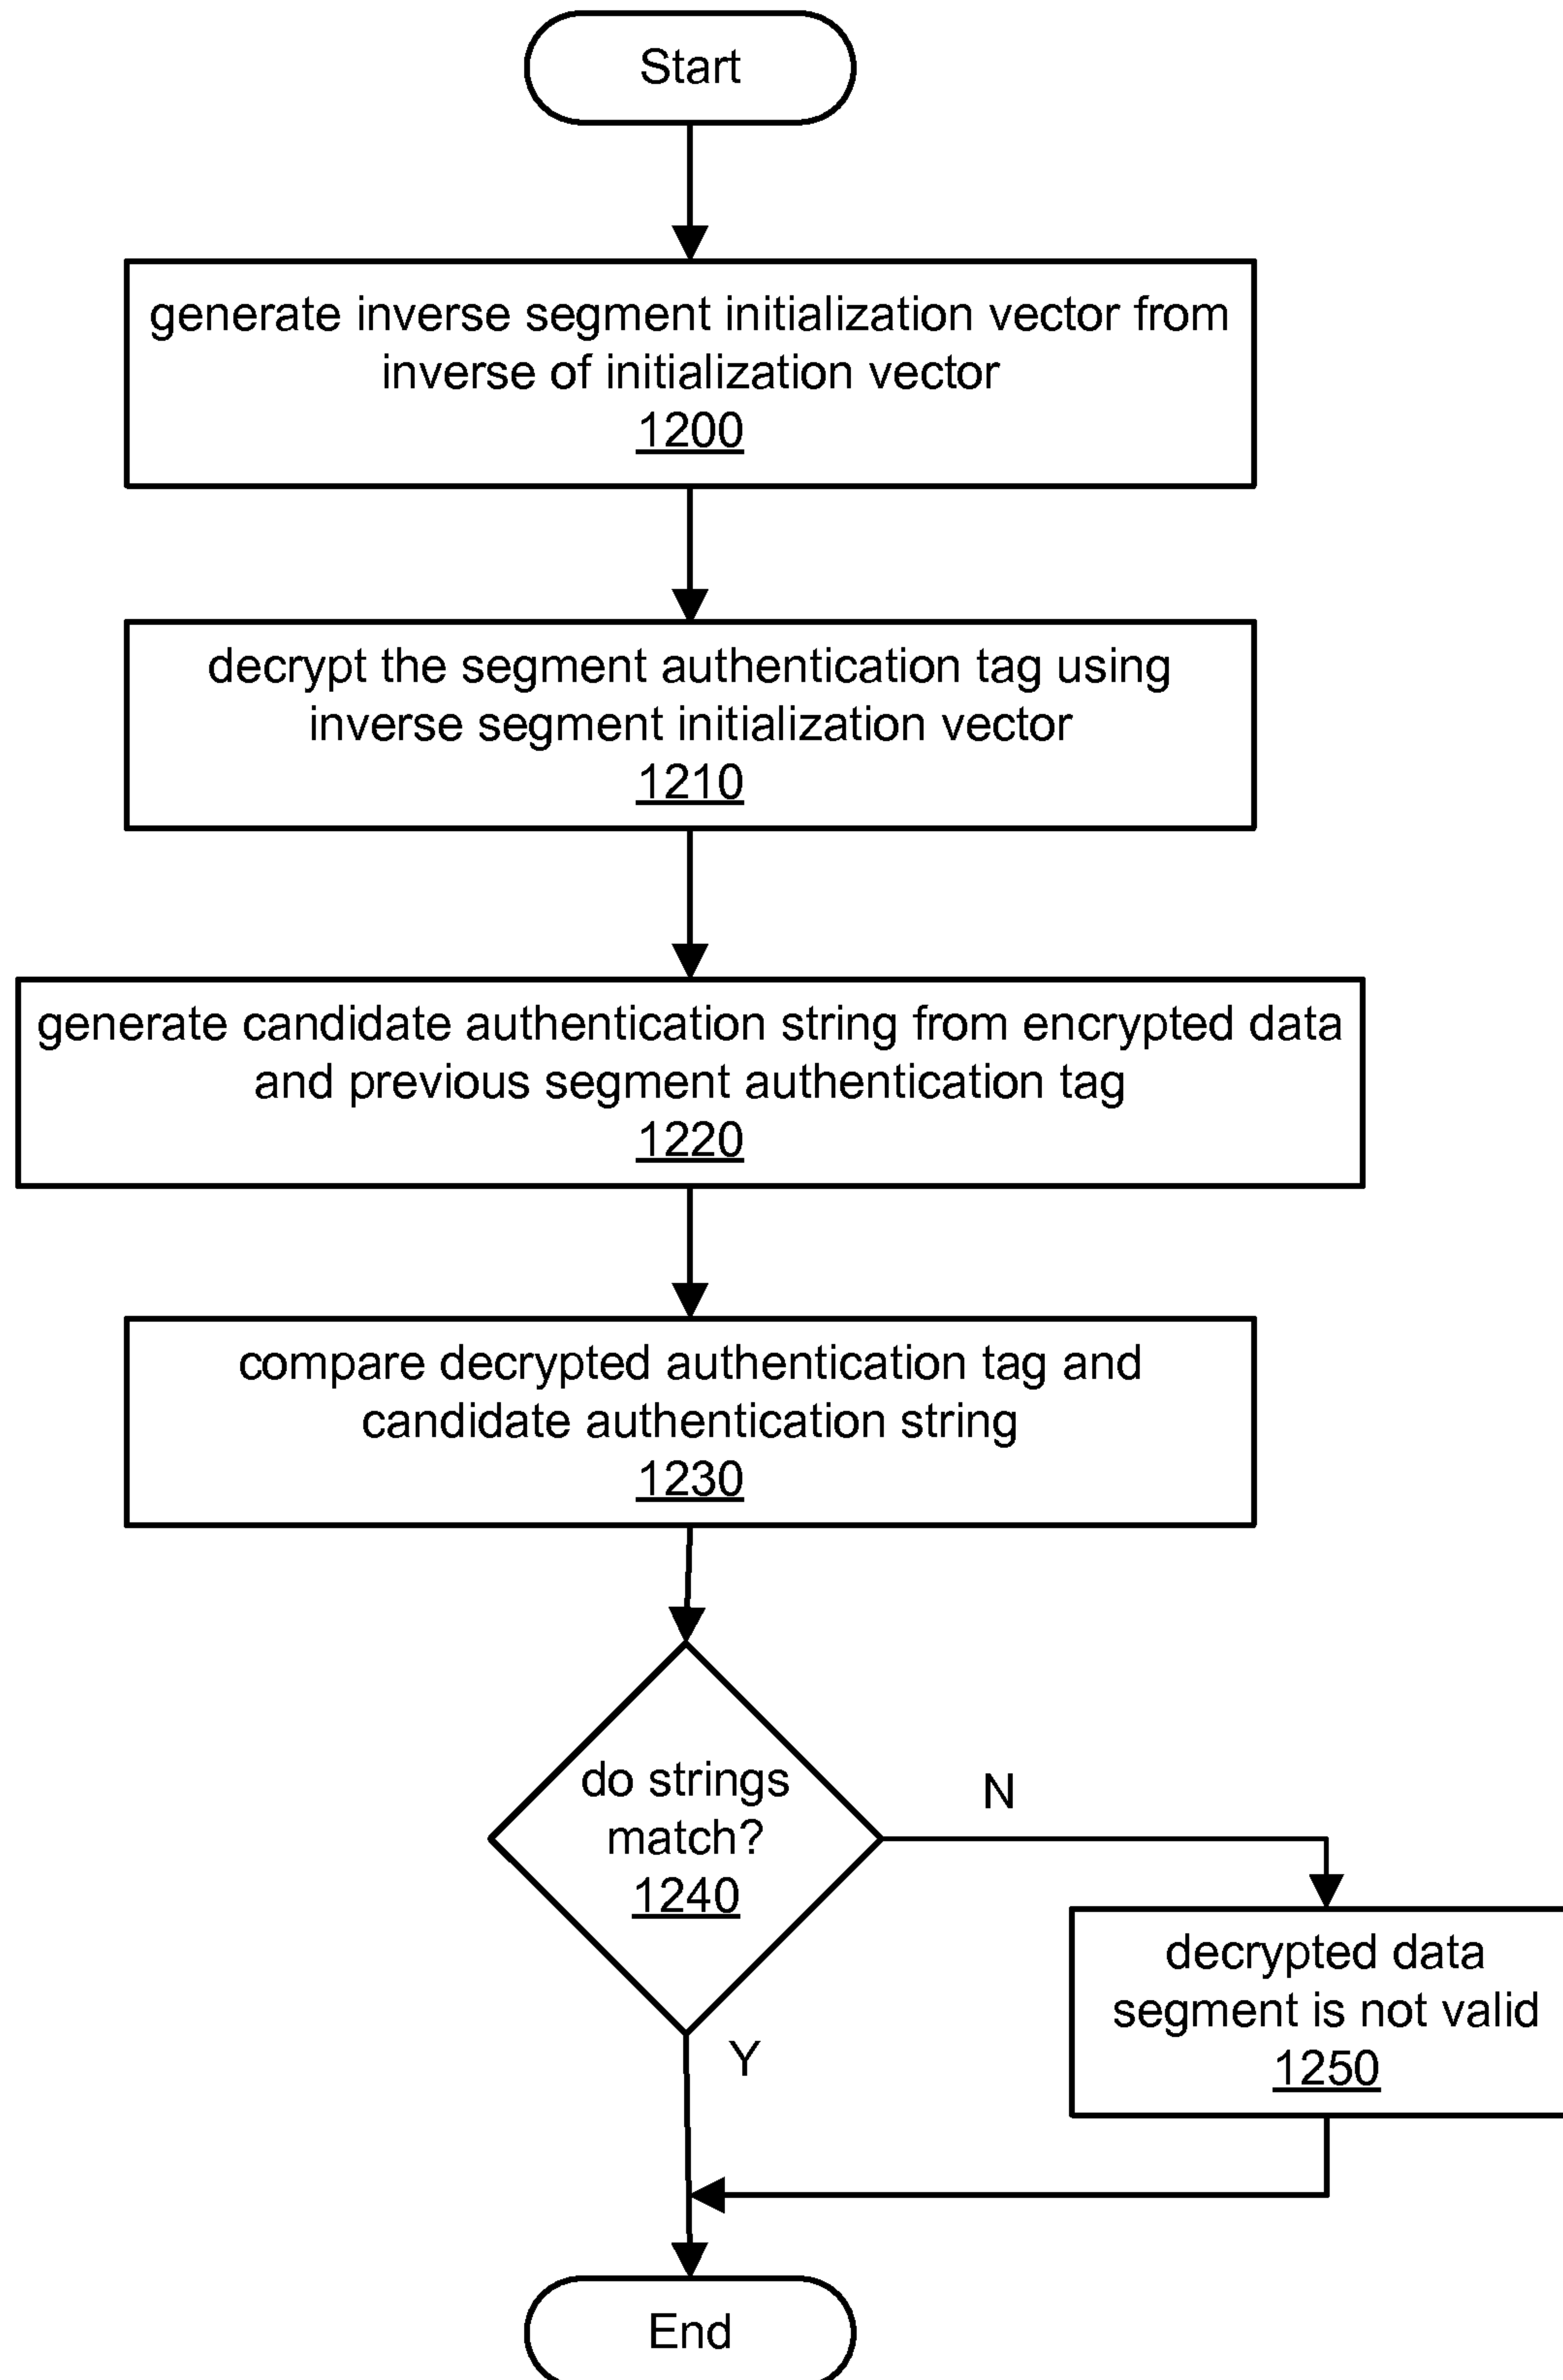 Start
generate inverse segment initialization vector from
inverse of initialization vector
1200
decrypt the segment authentication tag using
inverse segment initialization vector
1210
generate candidate authentication string from encrypted data
and previous segment authentication tag
1220
compare decrypted authentication tag and
candidate authentication string
1230
do strings
match?
1240
N
decrypted data
segment is not valid
1250
Y
End